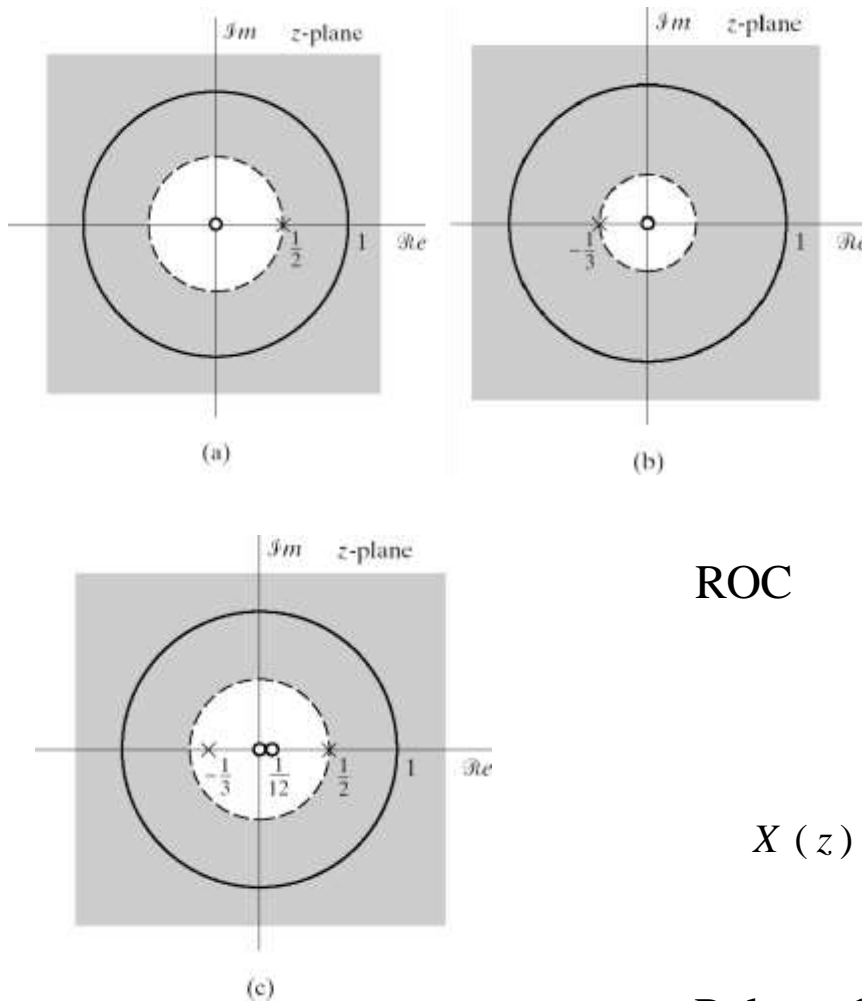 ℐm z-plane
1/2
1 ℛe
(a)
ℐm z-plane
-1/3
1 ℛe
(b)
ℐm z-plane
-1/3
1/12
1/2
1 ℛe
(c)
ROC
X ( z )